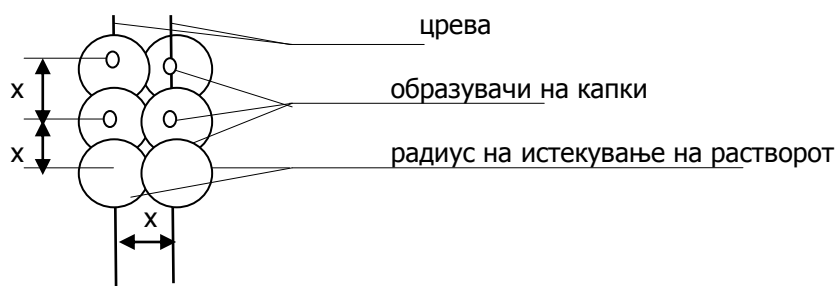 црева
x
образувачи на капки
x
радиус на истекување на растворот
x